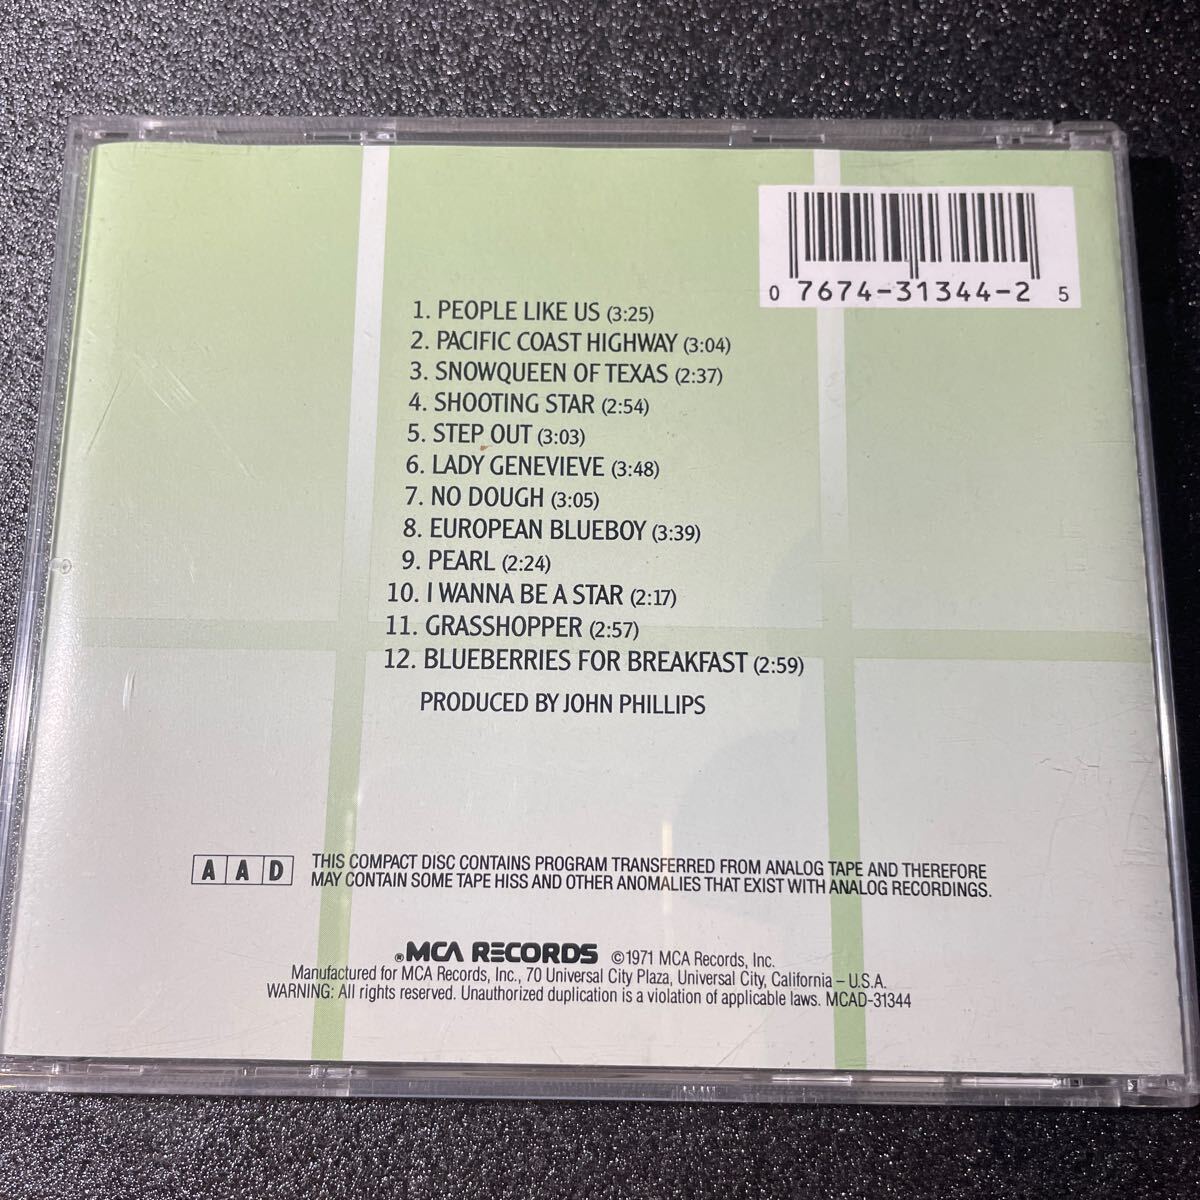 0 7674-31344-2 5
1. PEOPLE LIKE US (3:25)
2. PACIFIC COAST HIGHWAY (3:04)
3. SNOWQUEEN OF TEXAS (2:37)
4. SHOOTING STAR (2:54)
5. STEP OUT (3:03)
6. LADY GENEVIEVE (3:48)
7. NO DOUGH (3:05)
8. EUROPEAN BLUEBOY (3:39)
9. PEARL (2:24)
10. I WANNA BE A STAR (2:17)
11. GRASSHOPPER (2:57)
12. BLUEBERRIES FOR BREAKFAST (2:59)
PRODUCED BY JOHN PHILLIPS
A A D THIS COMPACT DISC CONTAINS PROGRAM TRANSFERRED FROM ANALOG TAPE AND THEREFORE
MAY CONTAIN SOME TAPE HISS AND OTHER ANOMALIES THAT EXIST WITH ANALOG RECORDINGS.
®MCA RECORDS ©1971 MCA Records, Inc.
Manufactured for MCA Records, Inc., 70 Universal City Plaza, Universal City, California – U.S.A.
WARNING: All rights reserved. Unauthorized duplication is a violation of applicable laws. MCAD-31344